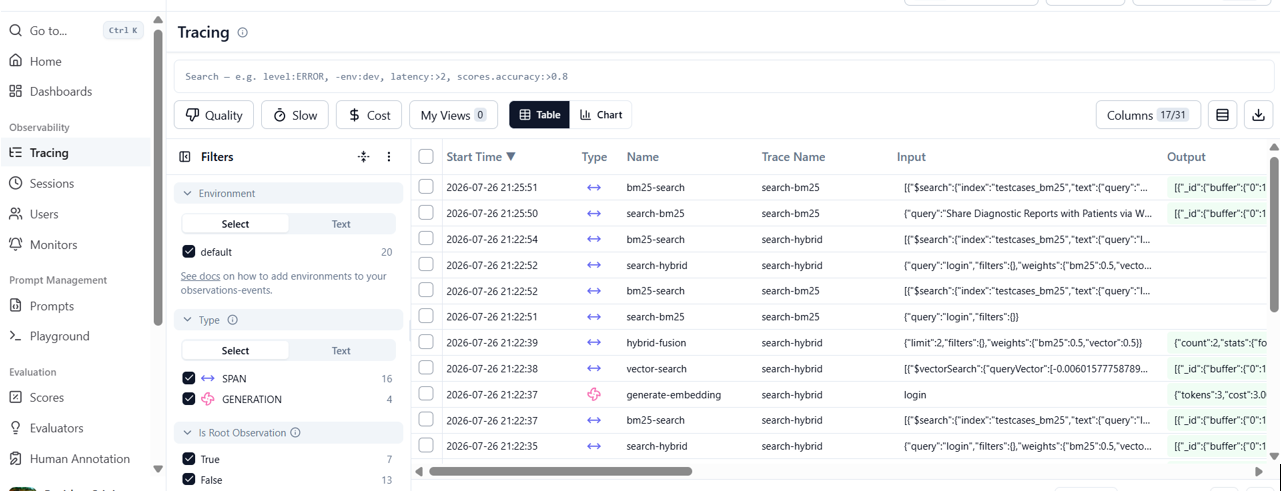 Go to...
Ctrl K
Home
Dashboards
Observability
Tracing
Sessions
Users
Monitors
Prompt Management
Prompts
Playground
Evaluation
Scores
Evaluators
Human Annotation
Tracing
Search — e.g. level:ERROR, -env:dev, latency:>2, scores.accuracy:>0.8
Quality Slow Cost My Views 0 Table Chart Columns 17/31
Filters
Environment
Select Text
default 20
See docs on how to add environments to your
observations-events.
Type
Select Text
SPAN 16
GENERATION 4
Is Root Observation
True 7
False 13
Start Time ▼ Type Name Trace Name Input Output
2026-07-26 21:25:51 bm25-search search-bm25 [{"$search":{"index":"testcases_bm25","text":{"query":"... [{"_id":{"buffer":{"0":1
2026-07-26 21:25:50 search-bm25 search-bm25 {"query":"Share Diagnostic Reports with Patients via W... [{"_id":{"buffer":{"0":1
2026-07-26 21:22:54 bm25-search search-hybrid [{"$search":{"index":"testcases_bm25","text":{"query":"l...
2026-07-26 21:22:52 search-hybrid search-hybrid {"query":"login","filters":{},"weights":{"bm25":0.5,"vecto...
2026-07-26 21:22:52 bm25-search search-bm25 [{"$search":{"index":"testcases_bm25","text":{"query":"l...
2026-07-26 21:22:51 search-bm25 search-bm25 {"query":"login","filters":{}}
2026-07-26 21:22:39 hybrid-fusion search-hybrid {"limit":2,"filters":{},"weights":{"bm25":0.5,"vector":0.5}} {"count":2,"stats":{"fo
2026-07-26 21:22:38 vector-search search-hybrid [{"$vectorSearch":{"queryVector":[-0.00601577758789... [{"_id":{"buffer":{"0":1
2026-07-26 21:22:37 generate-embedding search-hybrid login {"tokens":3,"cost":3.0
2026-07-26 21:22:37 bm25-search search-hybrid [{"$search":{"index":"testcases_bm25","text":{"query":"l... [{"_id":{"buffer":{"0":1
2026-07-26 21:22:35 search-hybrid search-hybrid {"query":"login","filters":{},"weights":{"bm25":0.5,"vecto... [{"_id":{"buffer":{"0":1